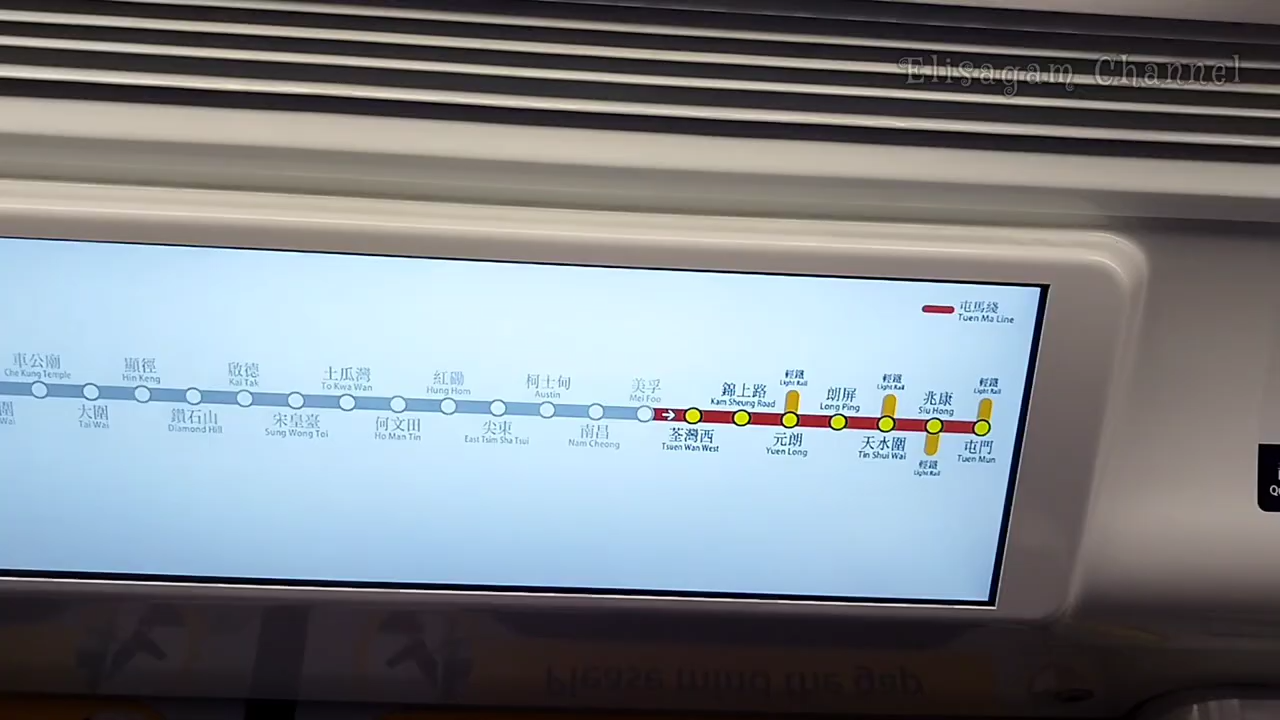 Elisagam Channel
屯馬綫
Tuen Ma Line
車公廟
Che Kung Temple
圍
Wai
大圍
Tai Wai
顯徑
Hin Keng
鑽石山
Diamond Hill
啟德
Kai Tak
宋皇臺
Sung Wong Toi
土瓜灣
To Kwa Wan
何文田
Ho Man Tin
紅磡
Hung Hom
尖東
East Tsim Sha Tsui
柯士甸
Austin
南昌
Nam Cheong
美孚
Mei Foo
荃灣西
Tsuen Wan West
錦上路
Kam Sheung Road
輕鐵
Light Rail
元朗
Yuen Long
朗屏
Long Ping
輕鐵
Light Rail
天水圍
Tin Shui Wai
兆康
Siu Hong
輕鐵
Light Rail
輕鐵
Light Rail
屯門
Tuen Mun
Please mind the gap